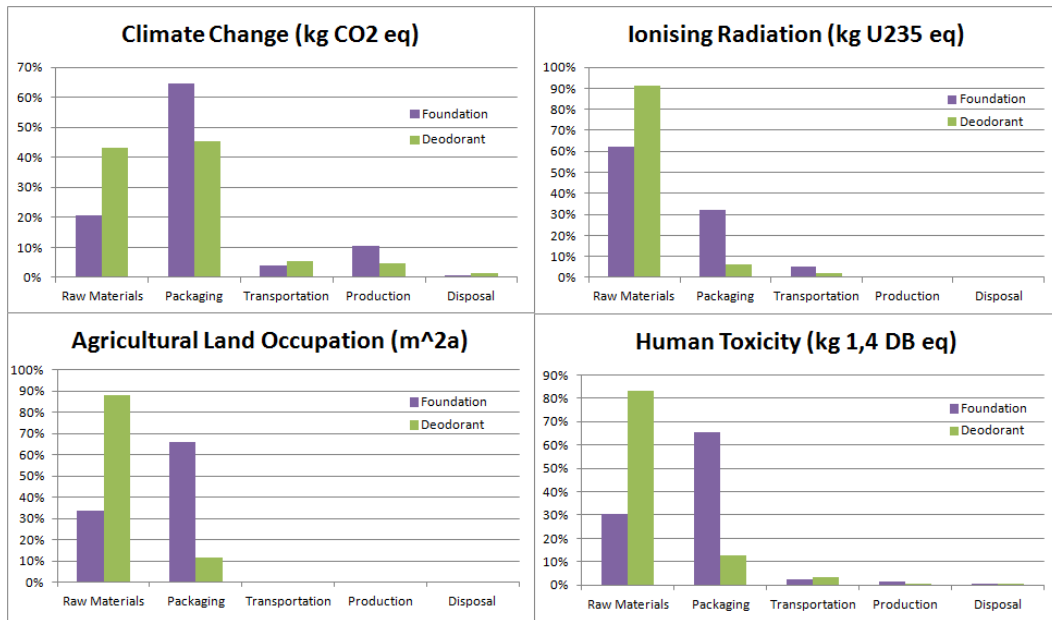 Climate Change (kg CO2 eq)
70%
60%
50%
40%
30%
20%
10%
0%
Foundation
Deodorant
Raw Materials Packaging Transportation Production Disposal
Ionising Radiation (kg U235 eq)
100%
90%
80%
70%
60%
50%
40%
30%
20%
10%
0%
Foundation
Deodorant
Raw Materials Packaging Transportation Production Disposal
Agricultural Land Occupation (m^2a)
100%
90%
80%
70%
60%
50%
40%
30%
20%
10%
0%
Foundation
Deodorant
Raw Materials Packaging Transportation Production Disposal
Human Toxicity (kg 1,4 DB eq)
90%
80%
70%
60%
50%
40%
30%
20%
10%
0%
Foundation
Deodorant
Raw Materials Packaging Transportation Production Disposal